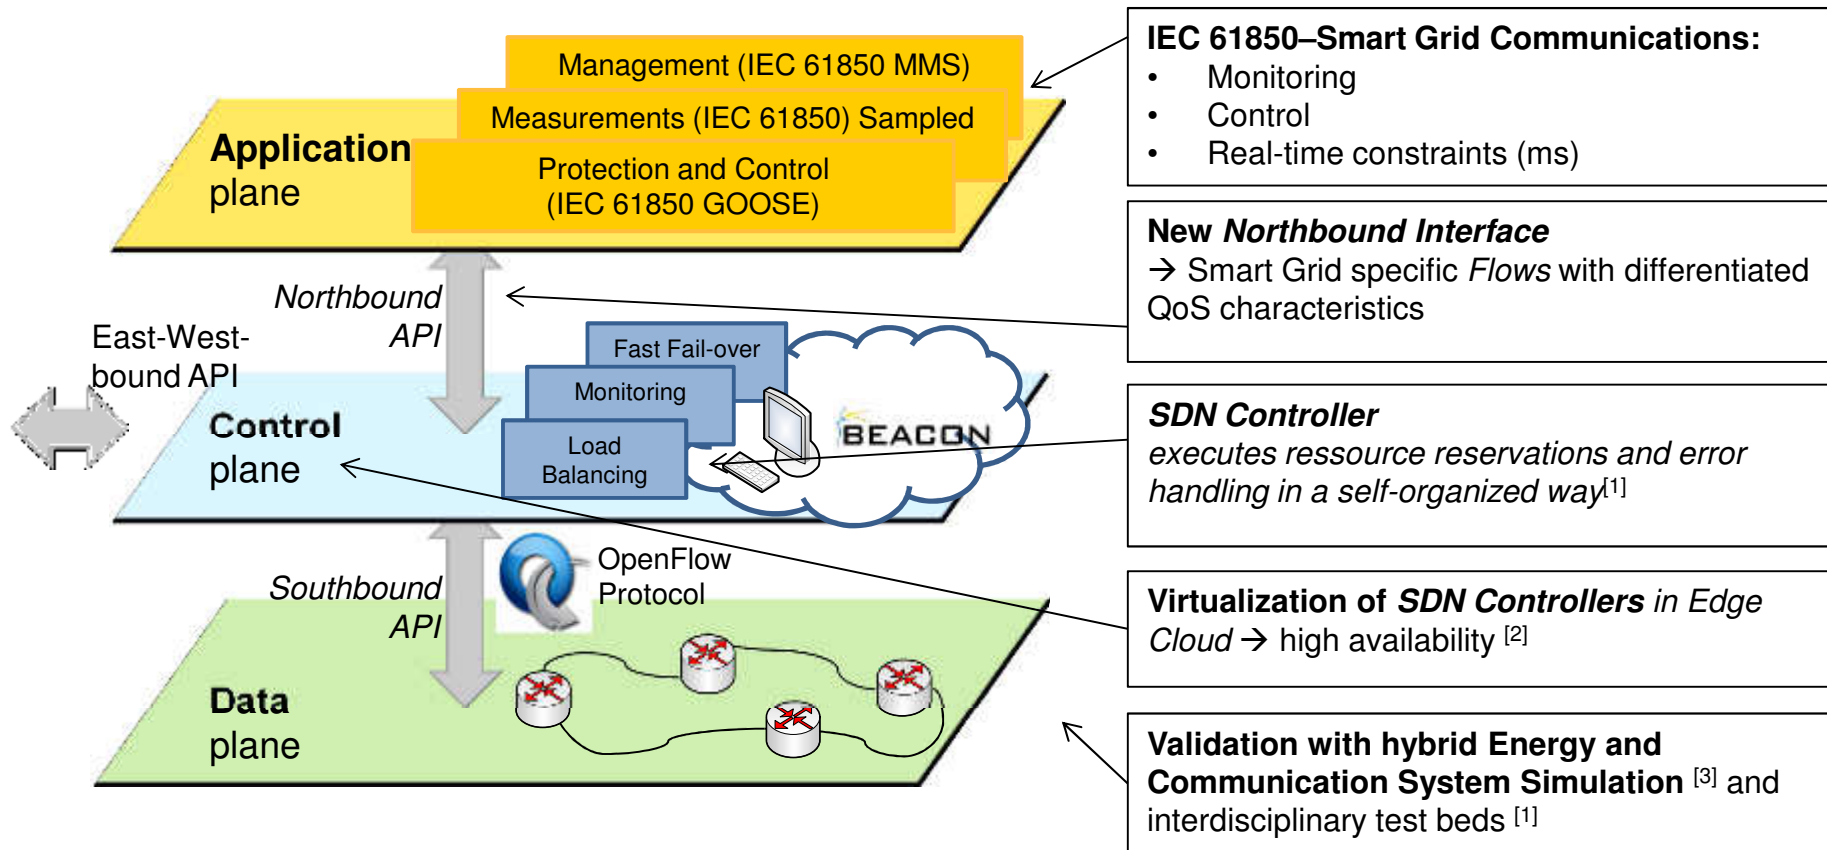 Management (IEC 61850 MMS)
Measurements (IEC 61850) Sampled
Protection and Control
(IEC 61850 GOOSE)
Application
plane
Northbound
API
East-West-
bound API
Fast Fail-over
Monitoring
Load
Balancing
BEACON
Control
plane
Southbound
API
OpenFlow
Protocol
Data
plane
IEC 61850–Smart Grid Communications:
• Monitoring
• Control
• Real-time constraints (ms)
New Northbound Interface
→ Smart Grid specific Flows with differentiated
QoS characteristics
SDN Controller
executes ressource reservations and error
handling in a self-organized way[1]
Virtualization of SDN Controllers in Edge
Cloud → high availability [2]
Validation with hybrid Energy and
Communication System Simulation [3] and
interdisciplinary test beds [1]